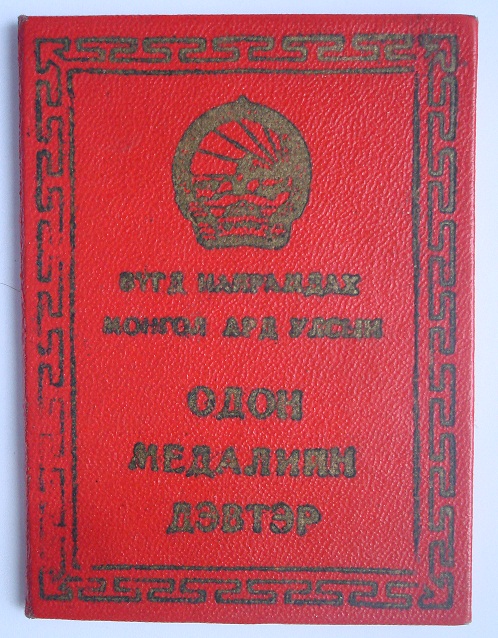 БҮГД НАЙРАМДАХ
МОНГОЛ АРД УЛСЫН
ОДОН
МЕДАЛИЙН
ДЭВТЭР